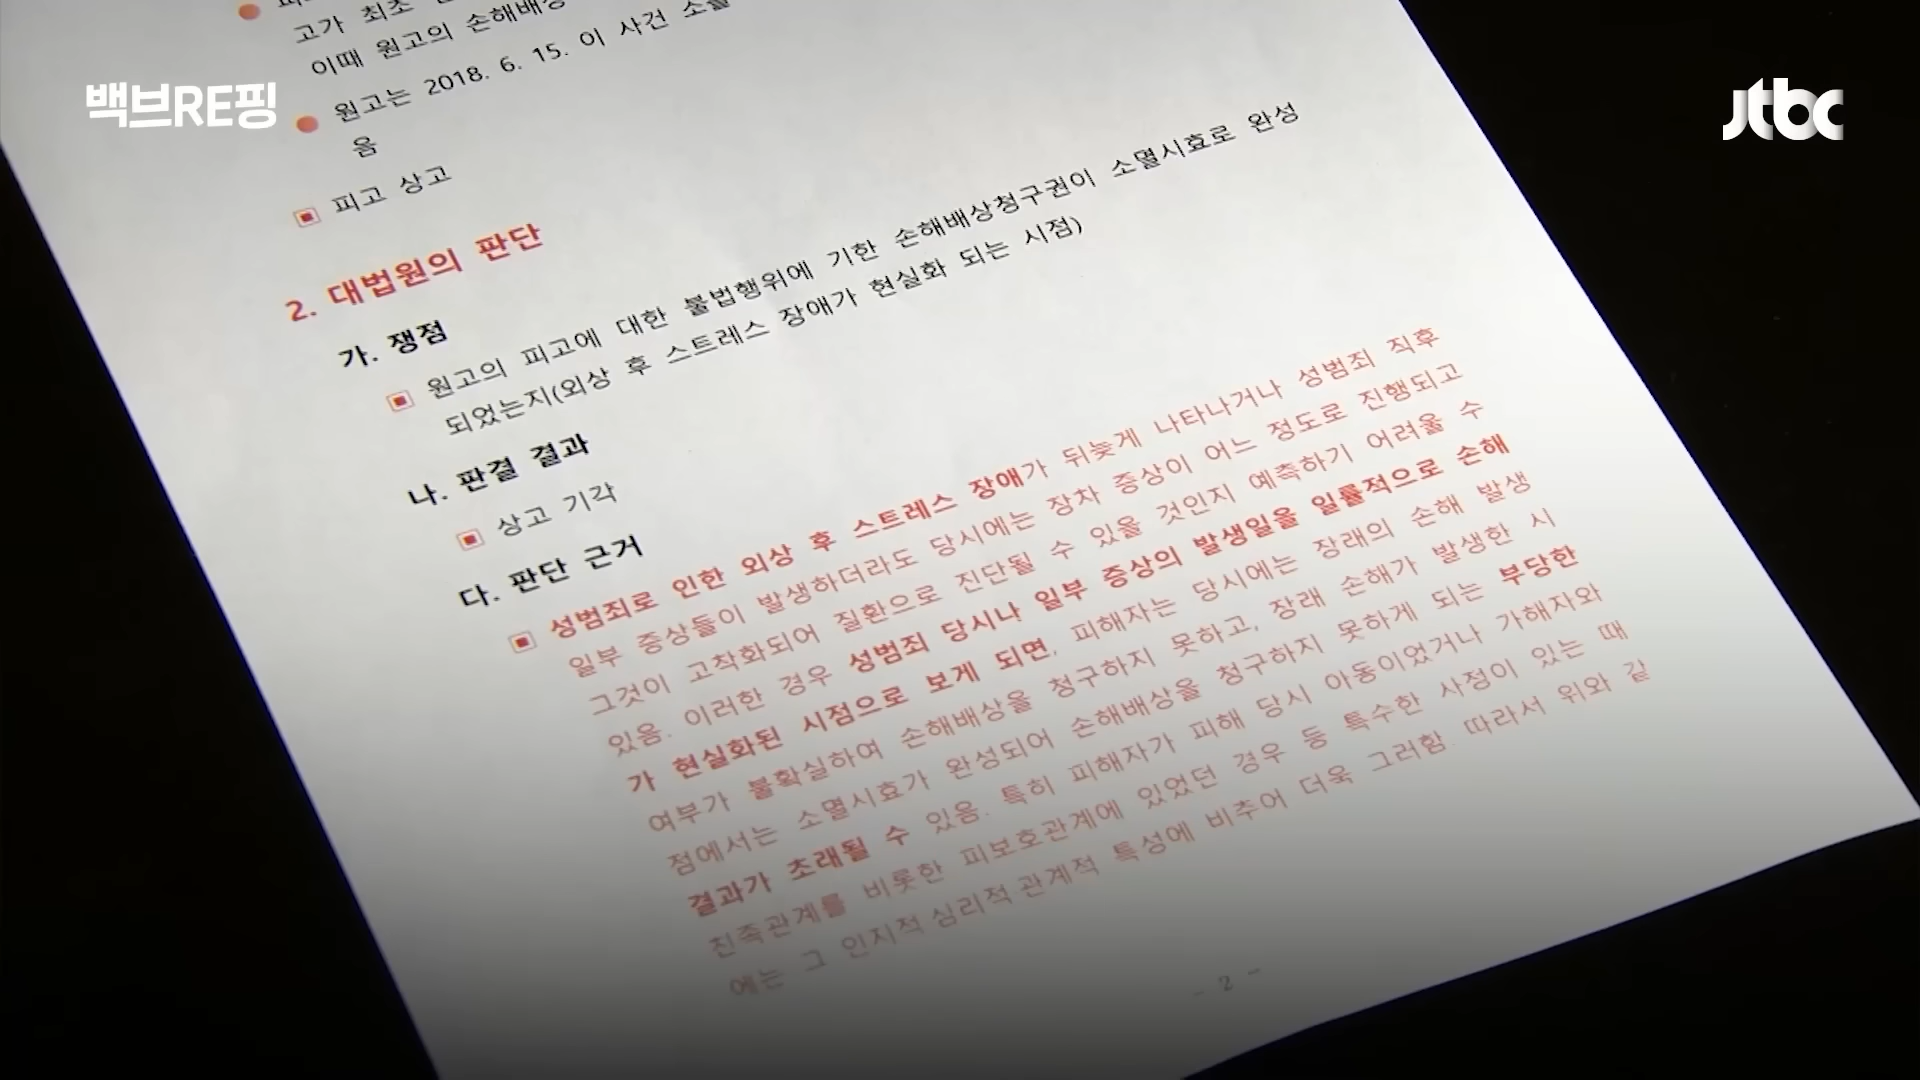 백브RE핑
jtbc
고가 최초
이때 원고의 손해배상
원고는 2018. 6. 15. 이 사건 소를
음
피고 상고
2. 대법원의 판단
가. 쟁점
원고의 피고에 대한 불법행위에 기한 손해배상청구권이 소멸시효로 완성
되었는지(외상 후 스트레스 장애가 현실화 되는 시점)
나. 판결 결과
상고 기각
다. 판단 근거
성범죄로 인한 외상 후 스트레스 장애가 뒤늦게 나타나거나 성범죄 직후
일부 증상들이 발생하더라도 당시에는 장차 증상이 어느 정도로 진행되고
그것이 고착화되어 질환으로 진단될 수 있을 것인지 예측하기 어려울 수
있음. 이러한 경우 성범죄 당시나 일부 증상의 발생일을 일률적으로 손해
가 현실화된 시점으로 보게 되면, 피해자는 당시에는 장래의 손해 발생
여부가 불확실하여 손해배상을 청구하지 못하고, 장래 손해가 발생한 시
점에서는 소멸시효가 완성되어 손해배상을 청구하지 못하게 되는 부당한
결과가 초래될 수 있음. 특히 피해자가 피해 당시 아동이었거나 가해자와
친족관계를 비롯한 피보호관계에 있었던 경우 등 특수한 사정이 있는 때
에는 그 인지적·심리적·관계적 특성에 비추어 더욱 그러함. 따라서 위와 같
- 2 -